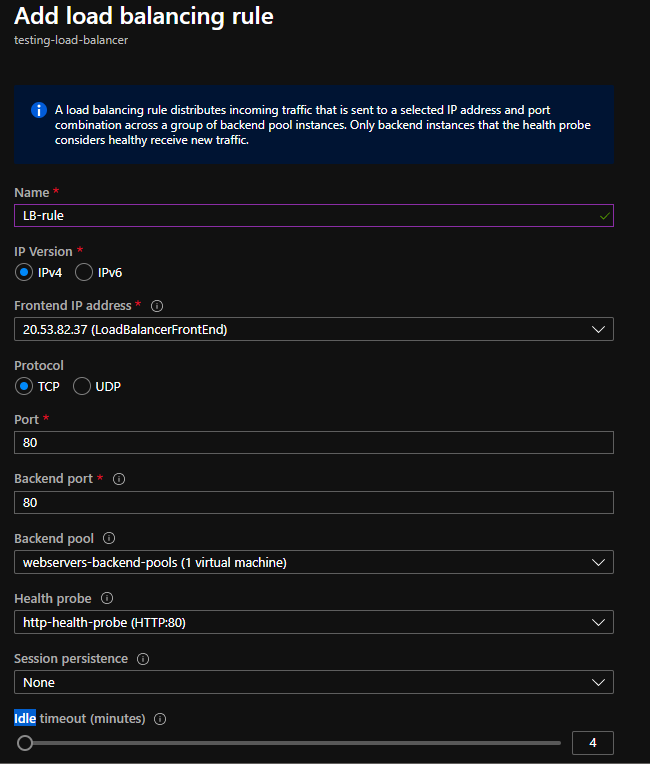 Add load balancing rule
testing-load-balancer
A load balancing rule distributes incoming traffic that is sent to a selected IP address and port
combination across a group of backend pool instances. Only backend instances that the health probe
considers healthy receive new traffic.
Name *
LB-rule
IP Version *
IPv4 IPv6
Frontend IP address *
20.53.82.37 (LoadBalancerFrontEnd)
Protocol
TCP UDP
Port *
80
Backend port *
80
Backend pool
webservers-backend-pools (1 virtual machine)
Health probe
http-health-probe (HTTP:80)
Session persistence
None
Idle timeout (minutes)
4